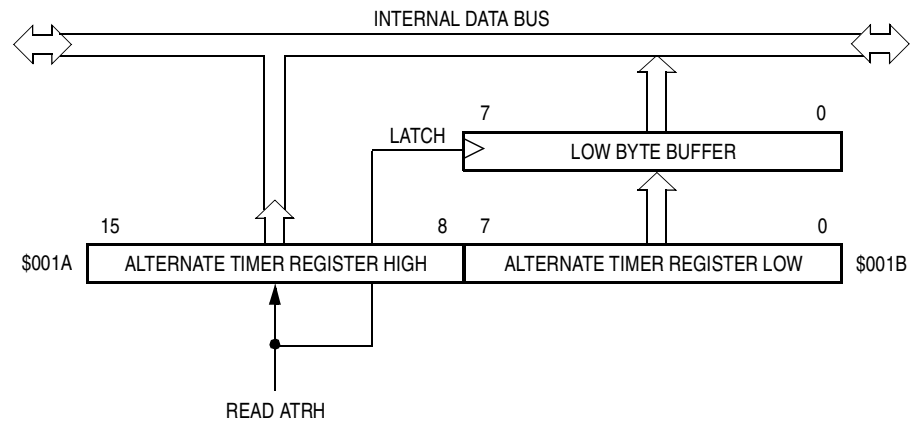 INTERNAL DATA BUS
7 0
LATCH
LOW BYTE BUFFER
15 8 7 0
$001A ALTERNATE TIMER REGISTER HIGH ALTERNATE TIMER REGISTER LOW $001B
READ ATRH